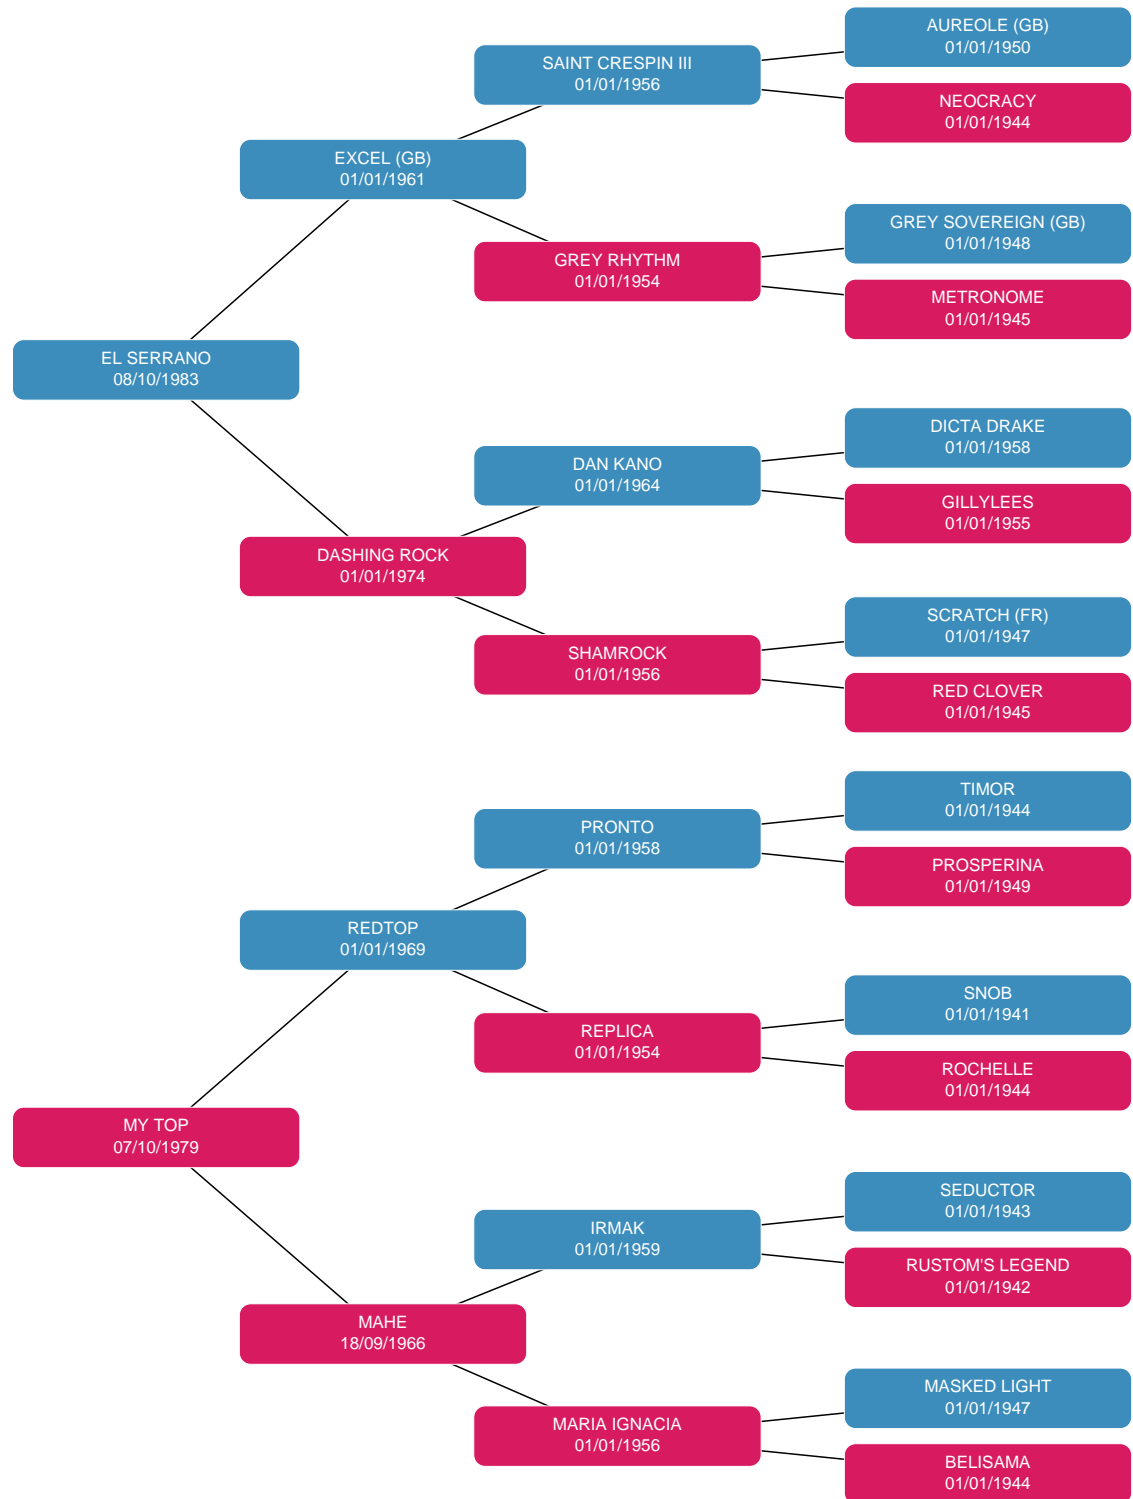 AUREOLE (GB)
01/01/1950
SAINT CRESPIN III
01/01/1956
NEOCRACY
01/01/1944
EXCEL (GB)
01/01/1961
GREY SOVEREIGN (GB)
01/01/1948
GREY RHYTHM
01/01/1954
METRONOME
01/01/1945
EL SERRANO
08/10/1983
DICTA DRAKE
01/01/1958
DAN KANO
01/01/1964
GILLYLEES
01/01/1955
DASHING ROCK
01/01/1974
SCRATCH (FR)
01/01/1947
SHAMROCK
01/01/1956
RED CLOVER
01/01/1945
TIMOR
01/01/1944
PRONTO
01/01/1958
PROSPERINA
01/01/1949
REDTOP
01/01/1969
SNOB
01/01/1941
REPLICA
01/01/1954
ROCHELLE
01/01/1944
MY TOP
07/10/1979
SEDUCTOR
01/01/1943
IRMAK
01/01/1959
RUSTOM'S LEGEND
01/01/1942
MAHE
18/09/1966
MASKED LIGHT
01/01/1947
MARIA IGNACIA
01/01/1956
BELISAMA
01/01/1944